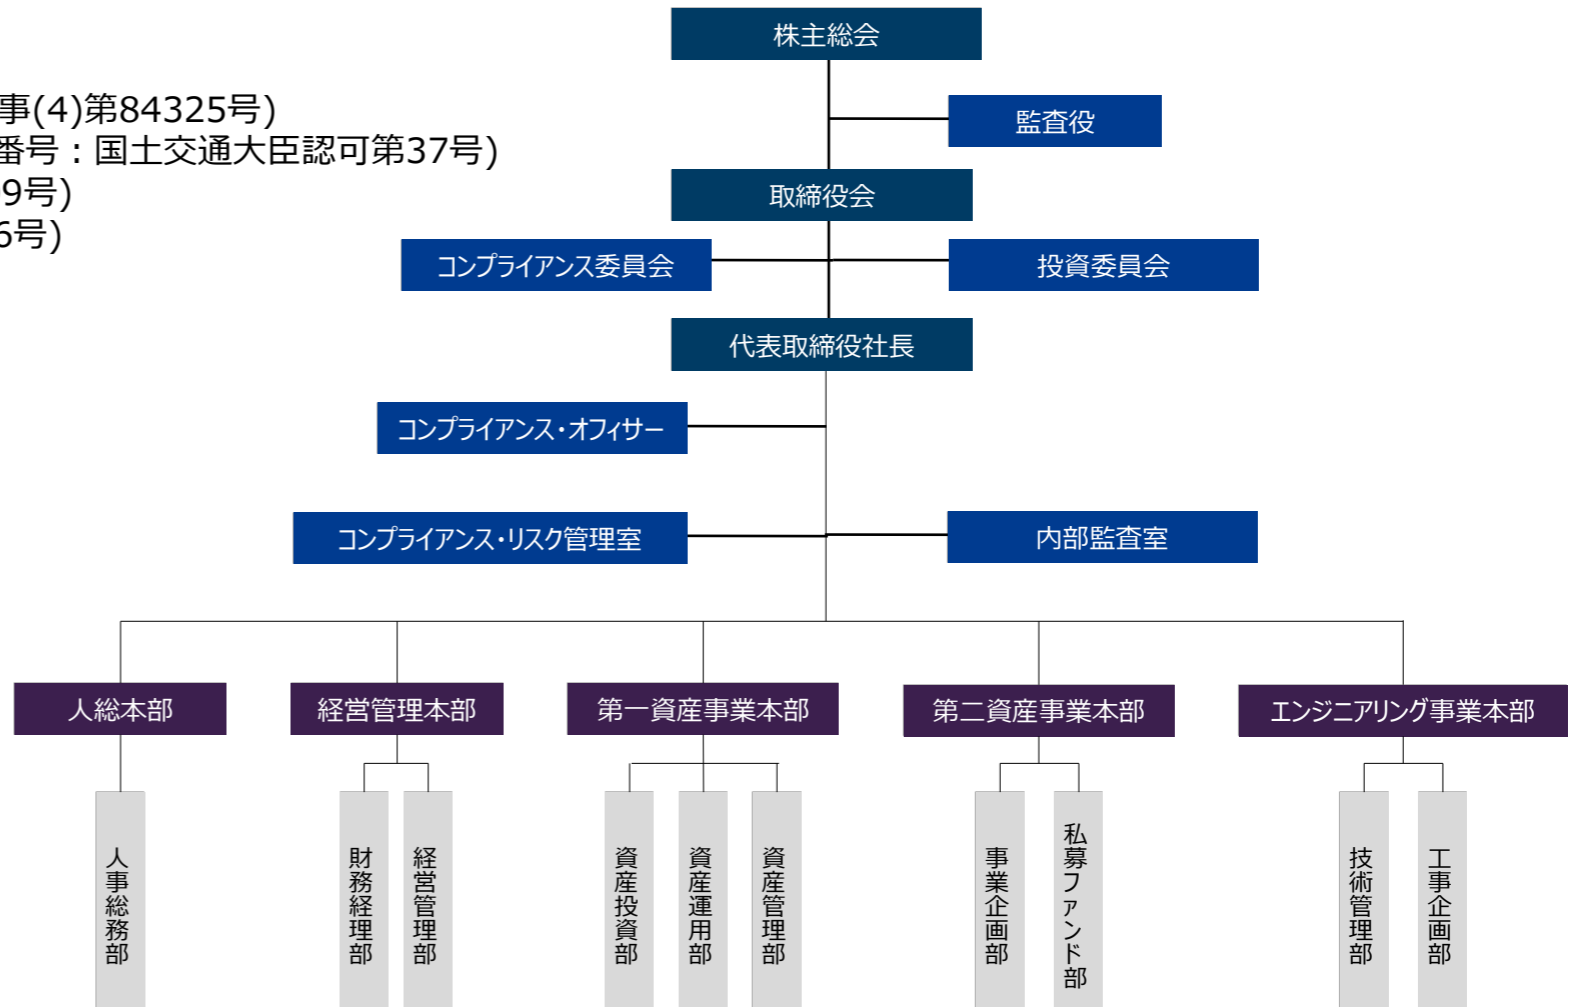 株主総会
事(4)第84325号)
監査役
番号：国土交通大臣認可第37号)
9号)
取締役会
6号)
コンプライアンス委員会
投資委員会
代表取締役社長
コンプライアンス・オフィサー
コンプライアンス・リスク管理室
内部監査室
人総本部
経営管理本部
第一資産事業本部
第二資産事業本部
エンジニアリング事業本部
人事総務部
財務経理部
経営管理部
資産投資部
資産運用部
資産管理部
事業企画部
私募ファンド部
技術管理部
工事企画部